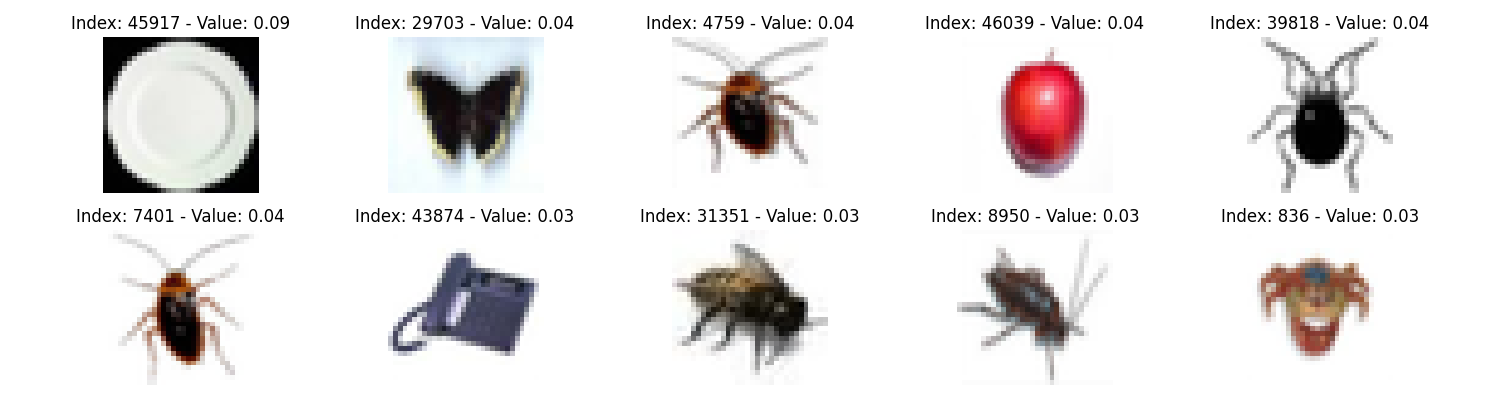 Index: 45917 - Value: 0.09
Index: 29703 - Value: 0.04
Index: 4759 - Value: 0.04
Index: 46039 - Value: 0.04
Index: 39818 - Value: 0.04
Index: 7401 - Value: 0.04
Index: 43874 - Value: 0.03
Index: 31351 - Value: 0.03
Index: 8950 - Value: 0.03
Index: 836 - Value: 0.03